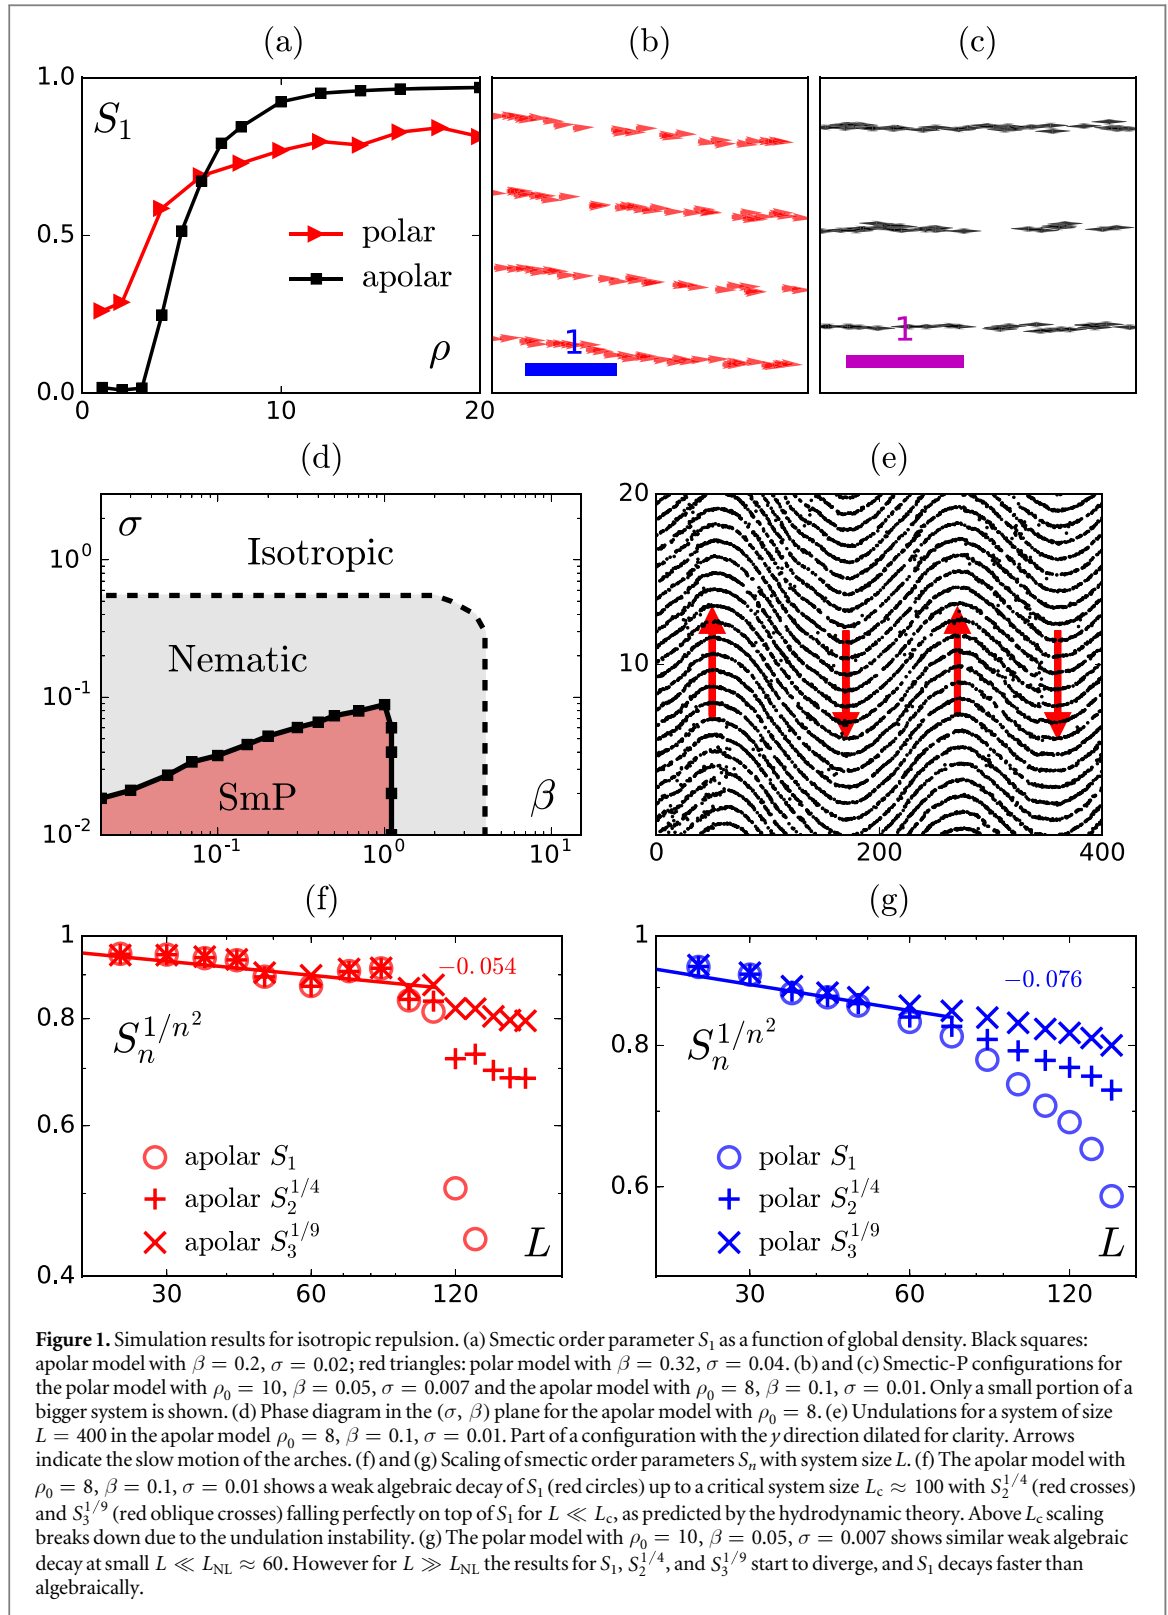 (a)
(b)
(c)
1.0
0.5
0.0
S₁
ρ
polar
apolar
0
10
20
1
1
(d)
(e)
σ
β
Isotropic
Nematic
SmP
10⁰
10⁻¹
10⁻²
10⁻¹
10⁰
10¹
20
10
0
200
400
(f)
(g)
1
0.8
0.6
0.4
−0.054
Sₙ^{1/n²}
apolar S₁
apolar S₂^{1/4}
apolar S₃^{1/9}
L
30
60
120
1
0.8
0.6
−0.076
Sₙ^{1/n²}
polar S₁
polar S₂^{1/4}
polar S₃^{1/9}
L
30
60
120
Figure 1. Simulation results for isotropic repulsion. (a) Smectic order parameter S₁ as a function of global density. Black squares:
apolar model with β = 0.2, σ = 0.02; red triangles: polar model with β = 0.32, σ = 0.04. (b) and (c) Smectic-P configurations for
the polar model with ρ₀ = 10, β = 0.05, σ = 0.007 and the apolar model with ρ₀ = 8, β = 0.1, σ = 0.01. Only a small portion of a
bigger system is shown. (d) Phase diagram in the (σ, β) plane for the apolar model with ρ₀ = 8. (e) Undulations for a system of size
L = 400 in the apolar model ρ₀ = 8, β = 0.1, σ = 0.01. Part of a configuration with the y direction dilated for clarity. Arrows
indicate the slow motion of the arches. (f) and (g) Scaling of smectic order parameters Sₙ with system size L. (f) The apolar model with
ρ₀ = 8, β = 0.1, σ = 0.01 shows a weak algebraic decay of S₁ (red circles) up to a critical system size L_c ≈ 100 with S₂^{1/4} (red crosses)
and S₃^{1/9} (red oblique crosses) falling perfectly on top of S₁ for L ≪ L_c, as predicted by the hydrodynamic theory. Above L_c scaling
breaks down due to the undulation instability. (g) The polar model with ρ₀ = 10, β = 0.05, σ = 0.007 shows similar weak algebraic
decay at small L ≪ L_NL ≈ 60. However for L ≫ L_NL the results for S₁, S₂^{1/4}, and S₃^{1/9} start to diverge, and S₁ decays faster than
algebraically.